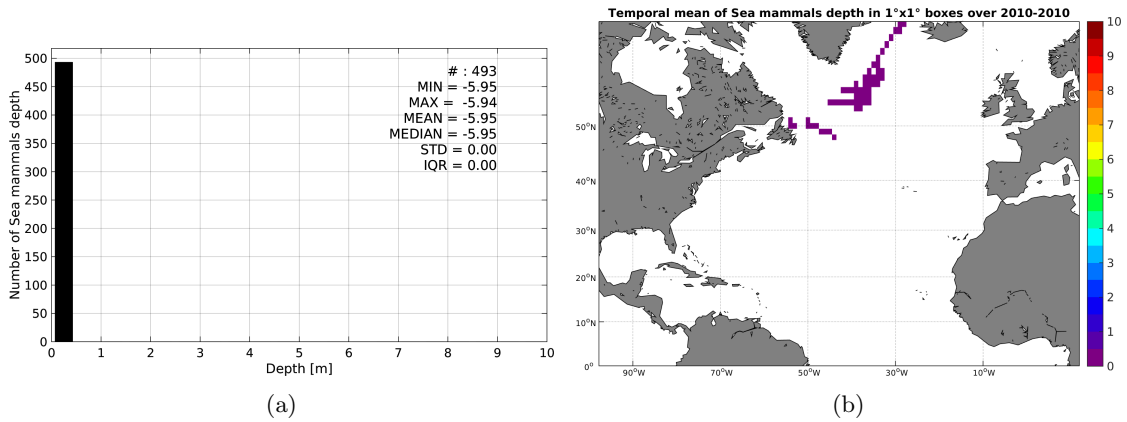 Temporal mean of Sea mammals depth in 1°x1° boxes over 2010-2010
Number of Sea mammals depth
500
450
400
350
300
250
200
150
100
50
0
# : 493
MIN = -5.95
MAX = -5.94
MEAN = -5.95
MEDIAN = -5.95
STD = 0.00
IQR = 0.00
0 1 2 3 4 5 6 7 8 9 10
Depth [m]
(a)
50°N
40°N
30°N
20°N
10°N
0°
90°W 70°W 50°W 30°W 10°W
10
9
8
7
6
5
4
3
2
1
0
(b)